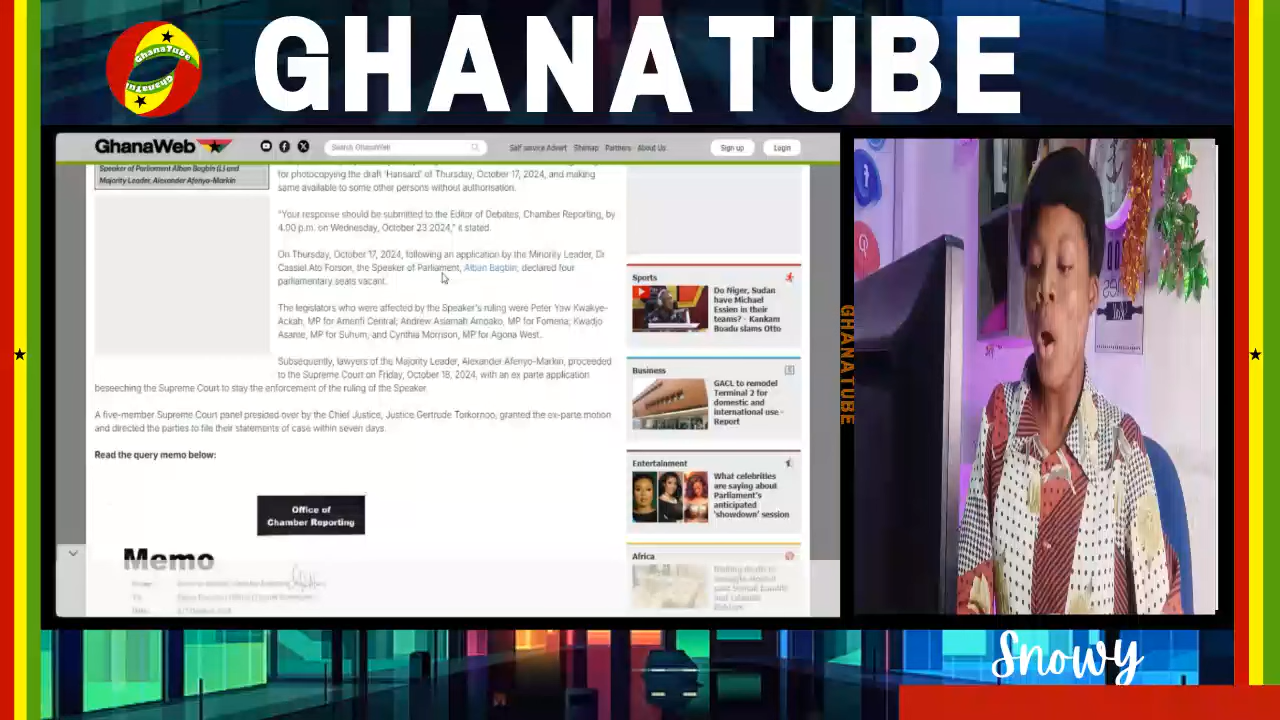 GHANATUBE
GhanaTube
GhanaWeb
Search GhanaWeb
Self service Advert Sitemap Partners About Us
Sign up
Login
Speaker of Parliament Alban Bagbin (L) and
Majority Leader, Alexander Afenyo-Markin
for photocopying the draft 'Hansard' of Thursday, October 17, 2024, and making
same available to some other persons without authorisation.
"Your response should be submitted to the Editor of Debates, Chamber Reporting, by
4.00 p.m. on Wednesday, October 23 2024," it stated.
On Thursday, October 17, 2024, following an application by the Minority Leader, Dr
Cassiel Ato Forson, the Speaker of Parliament, Alban Bagbin, declared four
parliamentary seats vacant.
The legislators who were affected by the Speaker's ruling were Peter Yaw Kwakye-
Ackah, MP for Amenfi Central; Andrew Asiamah Amoako, MP for Fomena; Kwadjo
Asante, MP for Suhum, and Cynthia Morrison, MP for Agona West.
Subsequently, lawyers of the Majority Leader, Alexander Afenyo-Markin, proceeded
to the Supreme Court on Friday, October 18, 2024, with an ex parte application
beseeching the Supreme Court to stay the enforcement of the ruling of the Speaker.
A five-member Supreme Court panel presided over by the Chief Justice, Justice Gertrude Torkornoo, granted the ex-parte motion
and directed the parties to file their statements of case within seven days.
Read the query memo below:
Office of
Chamber Reporting
Memo
Sports
Do Niger, Sudan
have Michael
Essien in their
teams? - Kankam
Boadu slams Otto
Business
GACL to remodel
Terminal 2 for
domestic and
international use -
Report
Entertainment
What celebrities
are saying about
Parliament's
anticipated
'showdown' session
Africa
GHANATUBE
Snowy